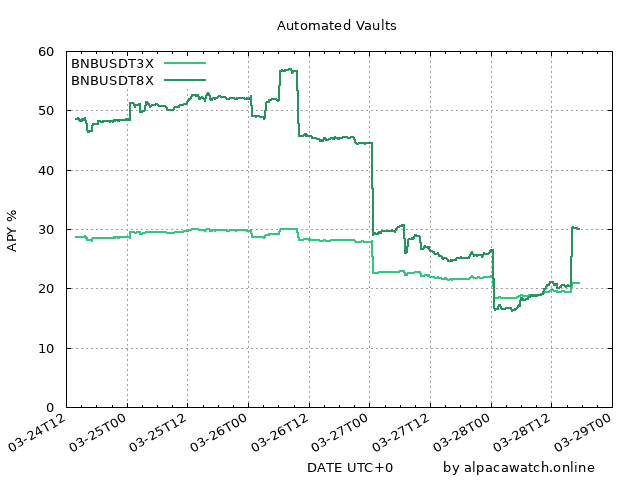 Automated Vaults
BNBUSDT3X
BNBUSDT8X
APY %
60
50
40
30
20
10
0
03-24T12
03-25T00
03-25T12
03-26T00
03-26T12
03-27T00
03-27T12
03-28T00
03-28T12
03-29T00
DATE UTC+0
by alpacawatch.online